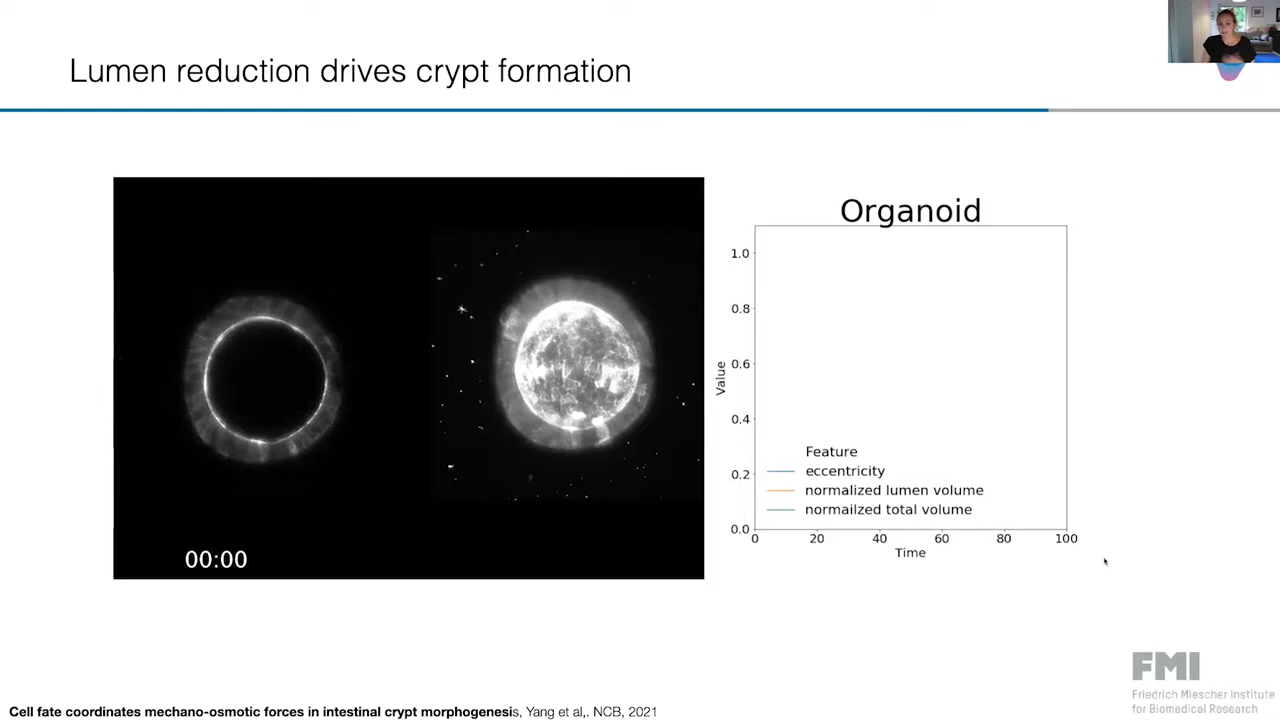 Lumen reduction drives crypt formation
Organoid
1.0
0.8
0.6
0.4
0.2
0.0
Value
Feature
eccentricity
normalized lumen volume
normailzed total volume
0 20 40 60 80 100
Time
00:00
FMI
Friedrich Miescher Institute
for Biomedical Research
Cell fate coordinates mechano-osmotic forces in intestinal crypt morphogenesis, Yang et al,. NCB, 2021